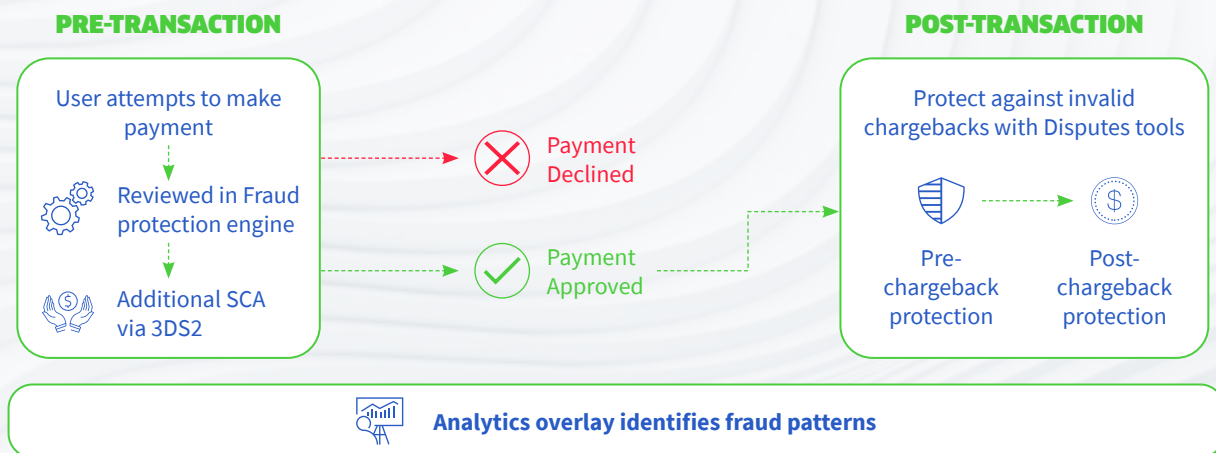 PRE-TRANSACTION
User attempts to make
payment
Reviewed in Fraud
protection engine
$
Additional SCA
via 3DS2
Payment
Declined
Payment
Approved
POST-TRANSACTION
Protect against invalid
chargebacks with Disputes tools
$
Pre-
chargeback
protection
Post-
chargeback
protection
Analytics overlay identifies fraud patterns